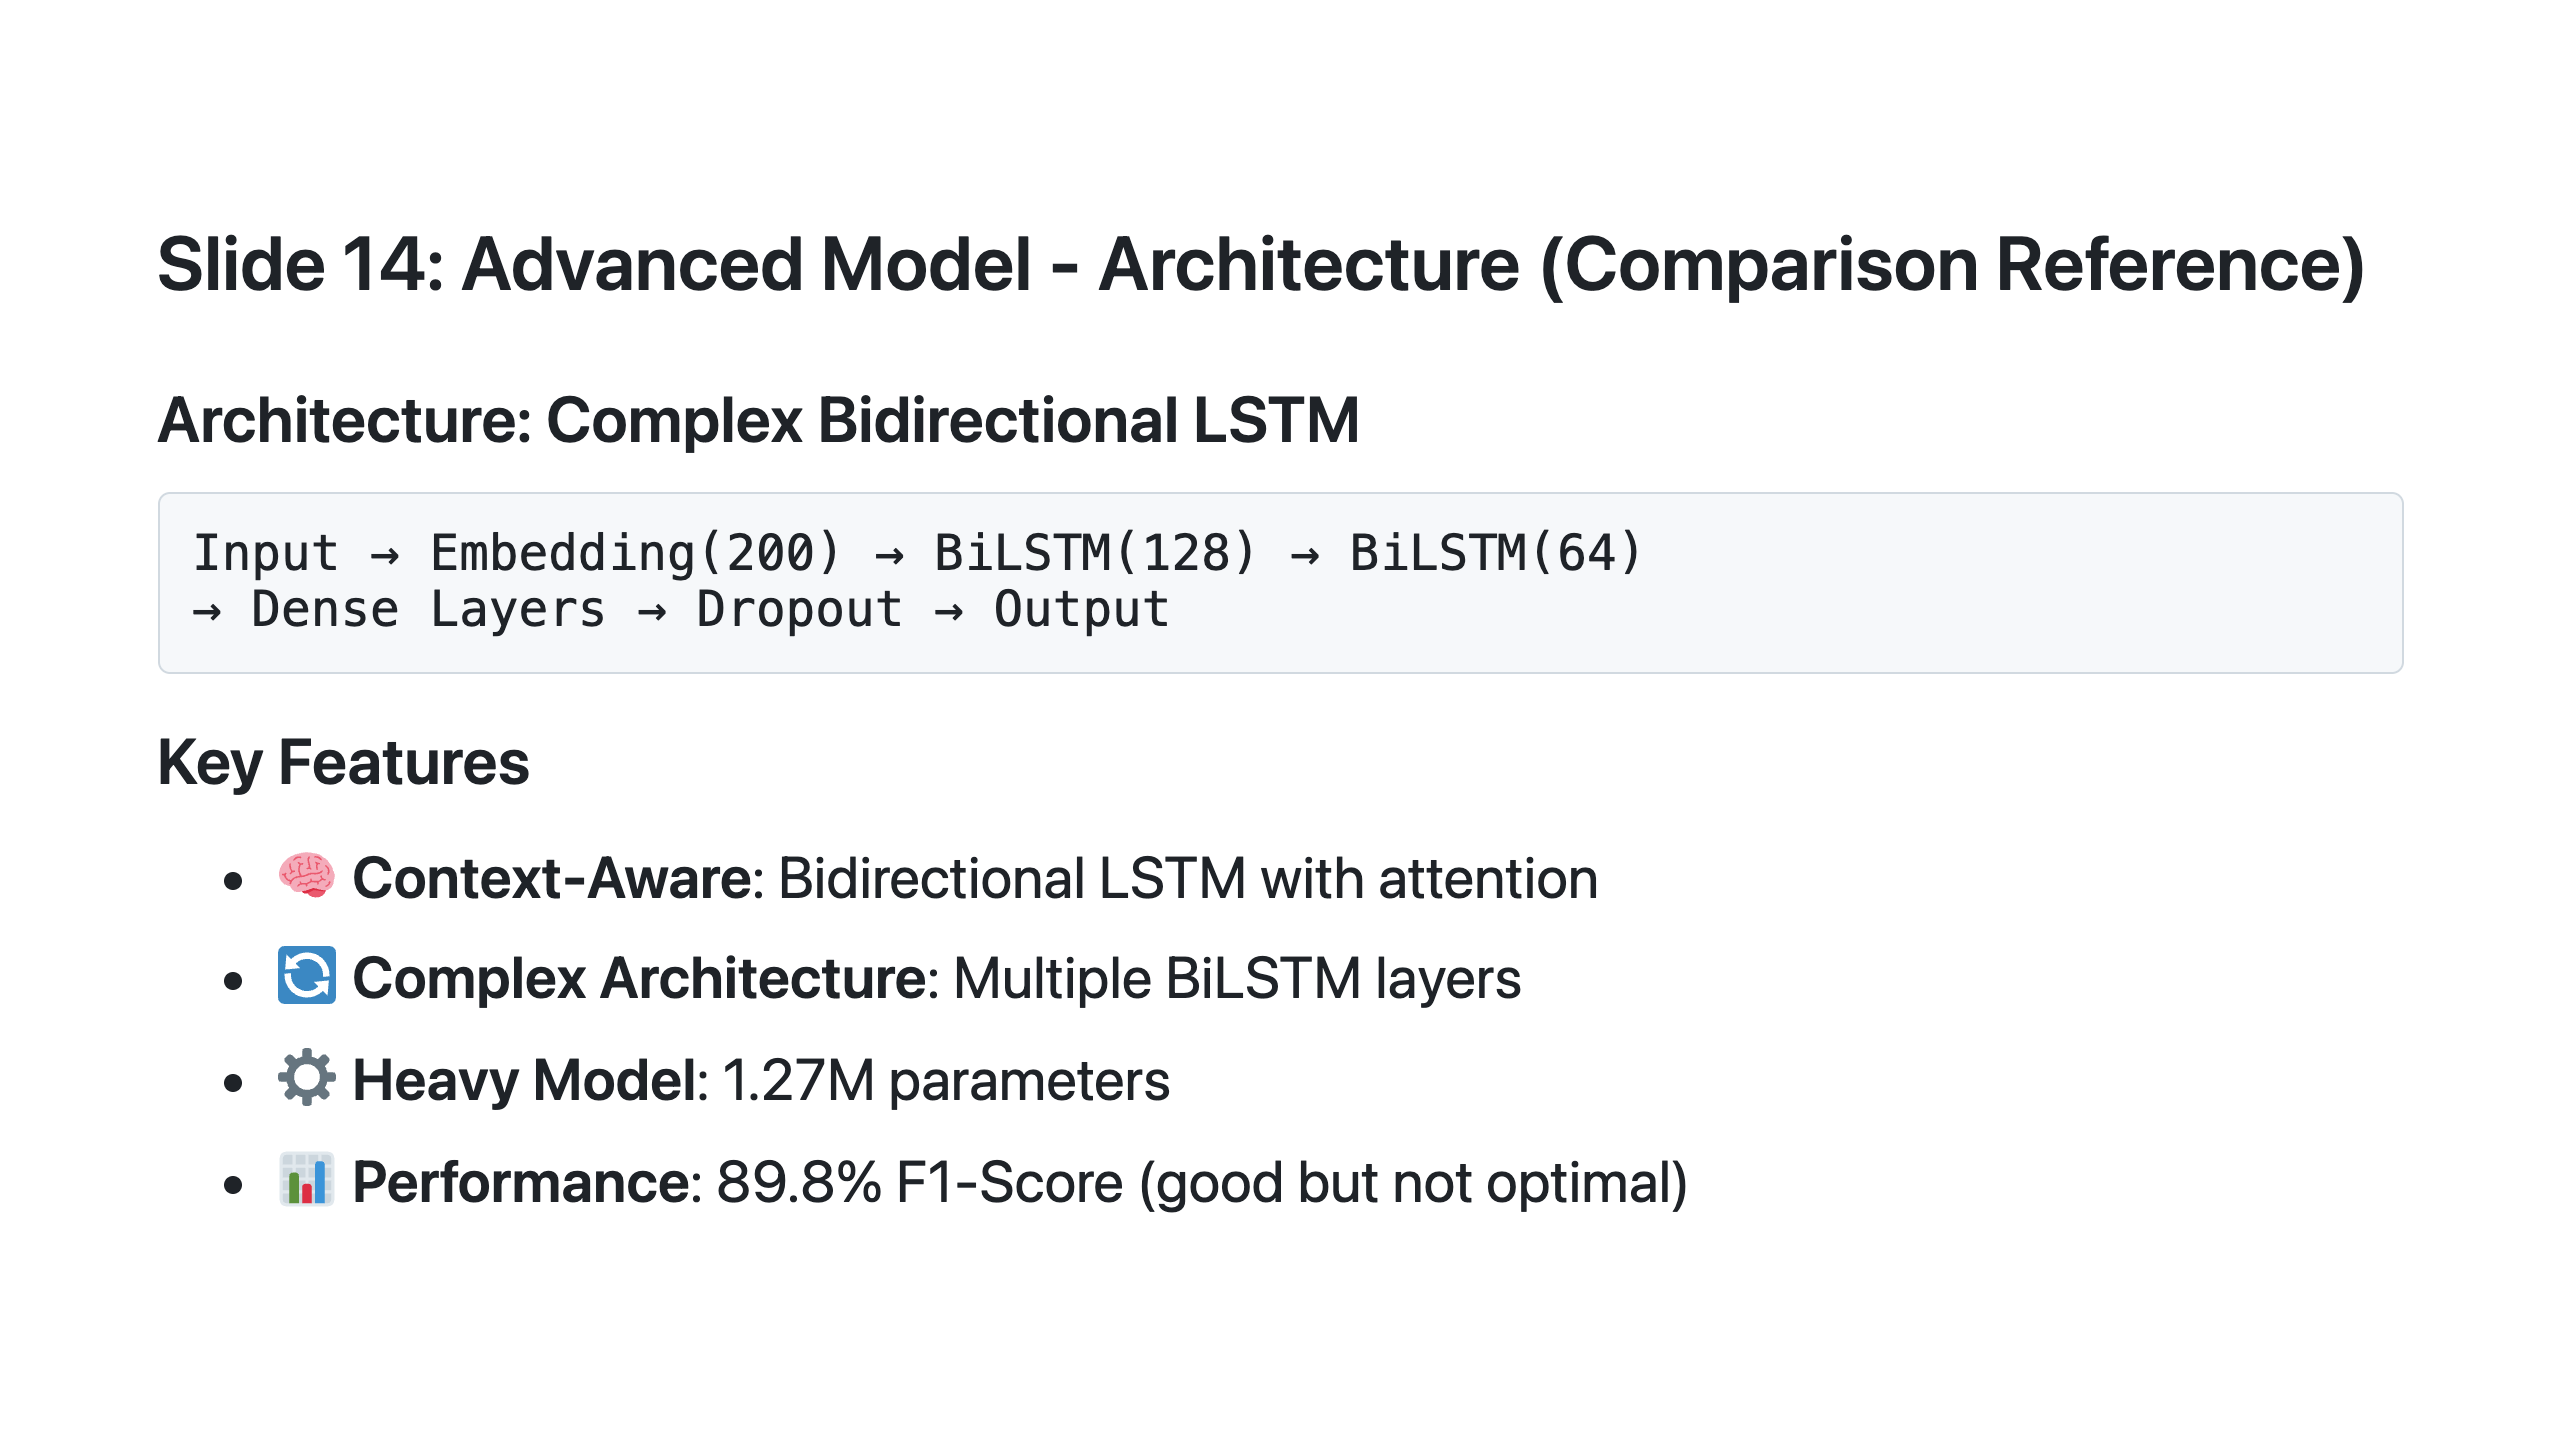 Slide 14: Advanced Model - Architecture (Comparison Reference)
Architecture: Complex Bidirectional LSTM
Input → Embedding(200) → BiLSTM(128) → BiLSTM(64)
→ Dense Layers → Dropout → Output
Key Features
• 🧠 Context-Aware: Bidirectional LSTM with attention
• 🔄 Complex Architecture: Multiple BiLSTM layers
• ⚙️ Heavy Model: 1.27M parameters
• 📊 Performance: 89.8% F1-Score (good but not optimal)